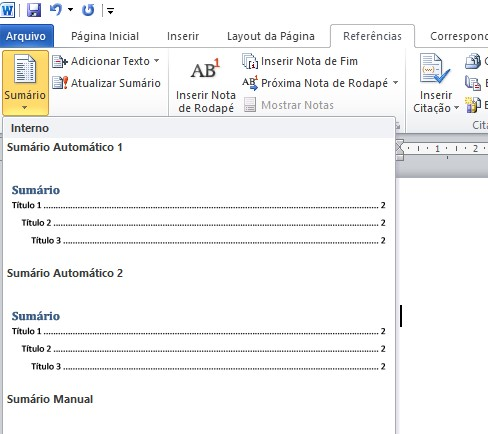 W
Arquivo Página Inicial Inserir Layout da Página Referências Correspond
Adicionar Texto Inserir Nota de Fim
Atualizar Sumário AB1 Próxima Nota de Rodapé
Sumário Inserir Nota de Rodapé Mostrar Notas Inserir Citação
Cita
Interno
Sumário Automático 1
1 2
Sumário
Título 1 2
Título 2 2
Título 3 2
Sumário Automático 2
Sumário
Título 1 2
Título 2 2
Título 3 2
Sumário Manual